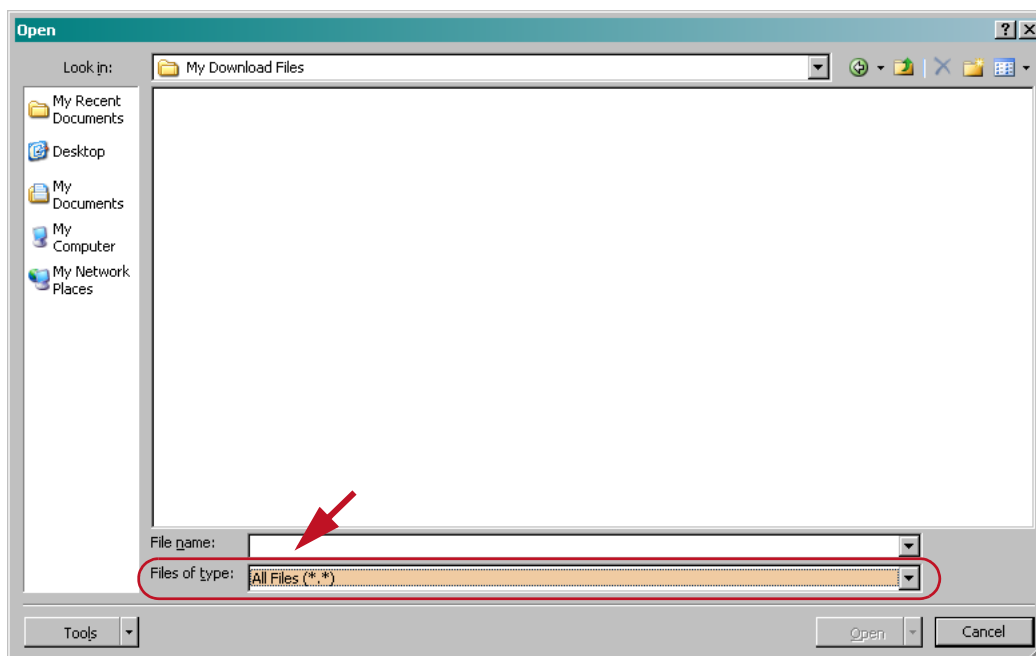 Open
Look in:
My Download Files
My Recent
Documents
Desktop
My
Documents
My
Computer
My Network
Places
File name:
Files of type:
All Files (*.*)
Tools
Open
Cancel